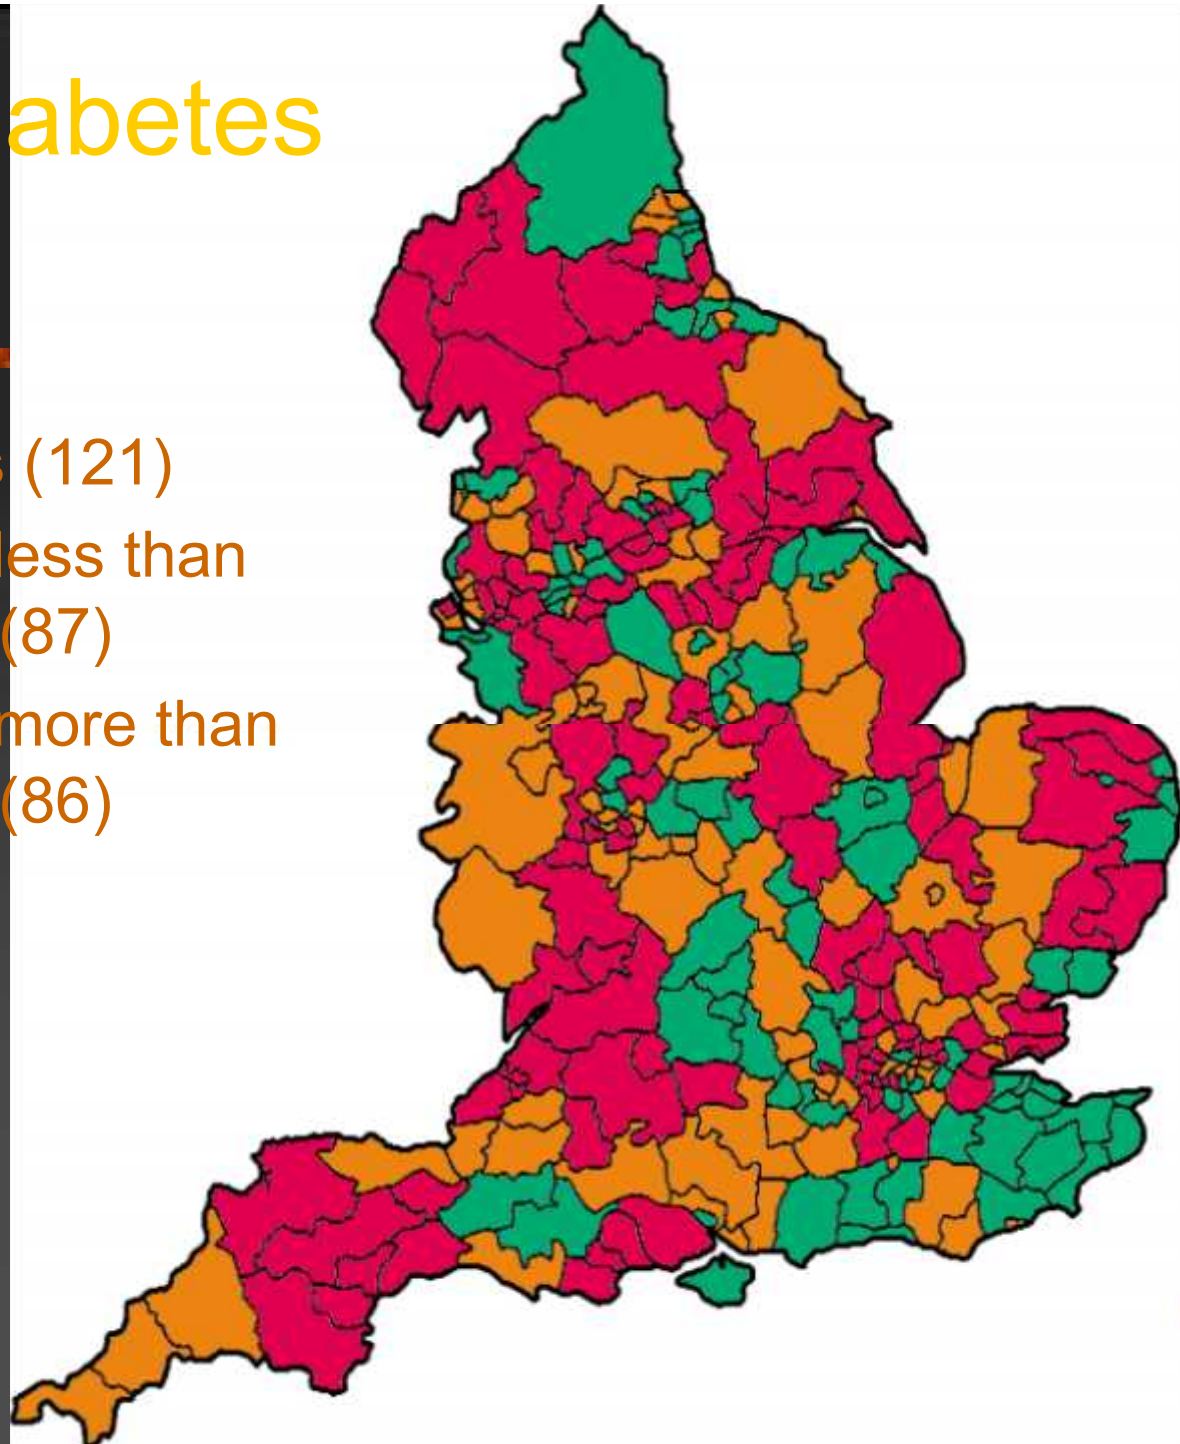 abetes
s (121)
less than
(87)
more than
(86)